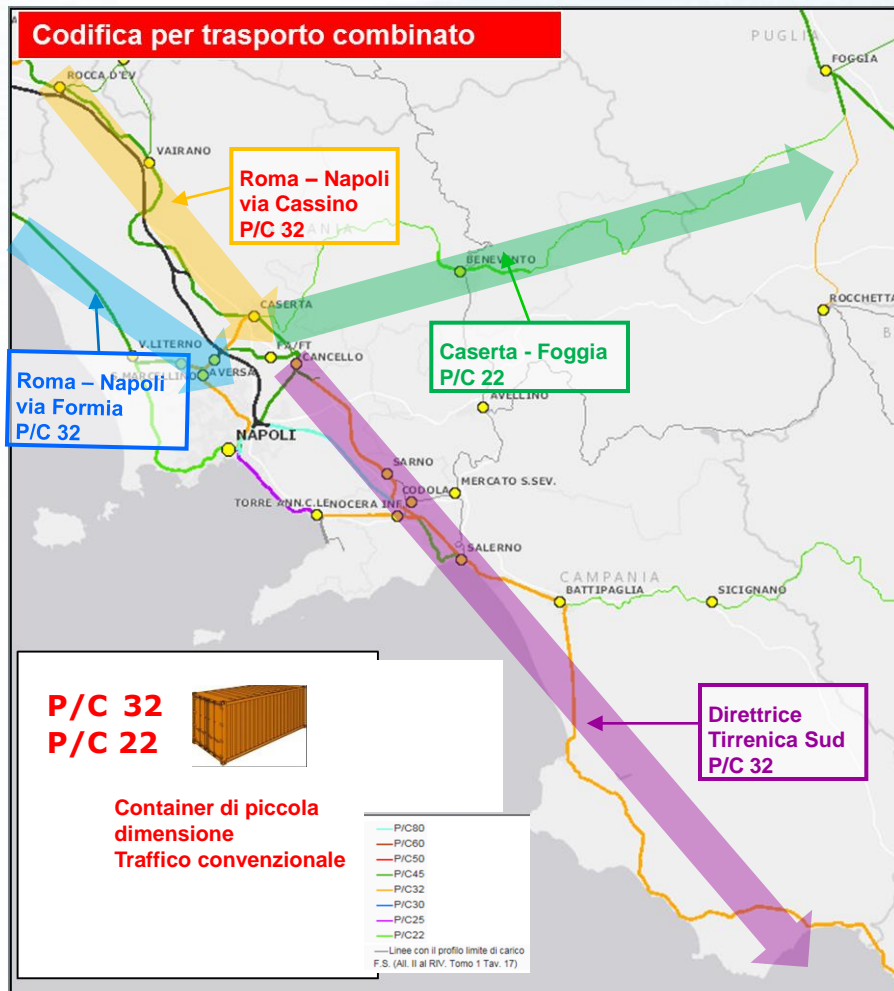 Codifica per trasporto combinato
PUGLIA
FOGGIA
ROCCA D'EV
VAIRANO
Roma – Napoli
via Cassino
P/C 32
BENEVENTO
CASERTA
ROCCHETTA
V.LITERNO
FA/FT
CANCELLO
S.MARCELLINO
AVERSA
Roma – Napoli
via Formia
P/C 32
Caserta - Foggia
P/C 22
AVELLINO
NAPOLI
SARNO
CODOLA
MERCATO S.SEV.
TORRE ANN.C.LE
NOCERA INF.
SALERNO
CAMPANIA
BATTIPAGLIA
SICIGNANO
P/C 32
P/C 22
Direttrice
Tirrenica Sud
P/C 32
Container di piccola
dimensione
Traffico convenzionale
P/C80
P/C60
P/C50
P/C45
P/C32
P/C30
P/C25
P/C22
Linee con il profilo limite di carico
F.S. (All. II al RIV. Tomo 1 Tav. 17)